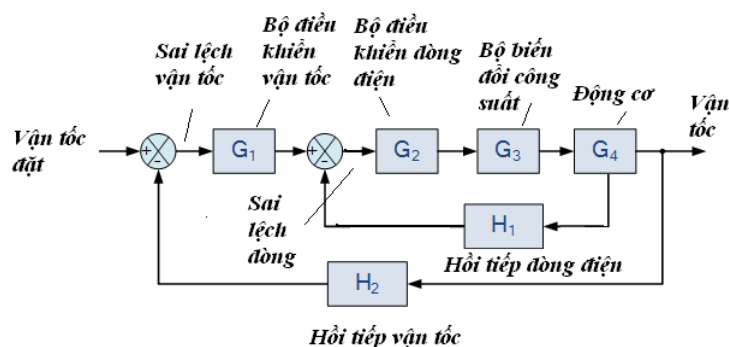 Sai lệch
vận tốc
Bộ điều
khiển
vận tốc
Bộ điều
khiển dòng
điện
Bộ biến
đổi công
suất
Động cơ
Vận
tốc
Vận tốc
đặt
+
-
G₁
+
-
G₂
G₃
G₄
Sai
lệch
dòng
H₁
Hồi tiếp dòng điện
H₂
Hồi tiếp vận tốc